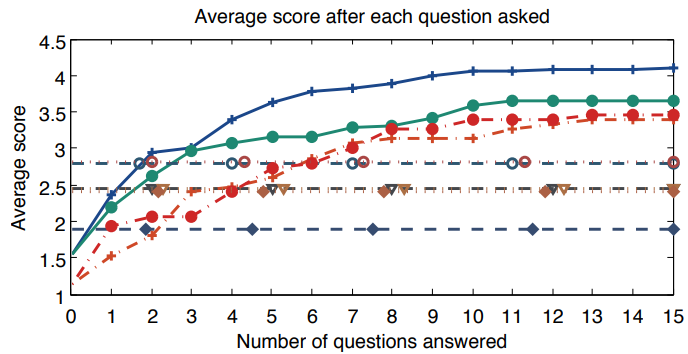 Average score after each question asked
4.5
4
3.5
3
2.5
2
1.5
1
Average score
0 1 2 3 4 5 6 7 8 9 10 11 12 13 14 15
Number of questions answered